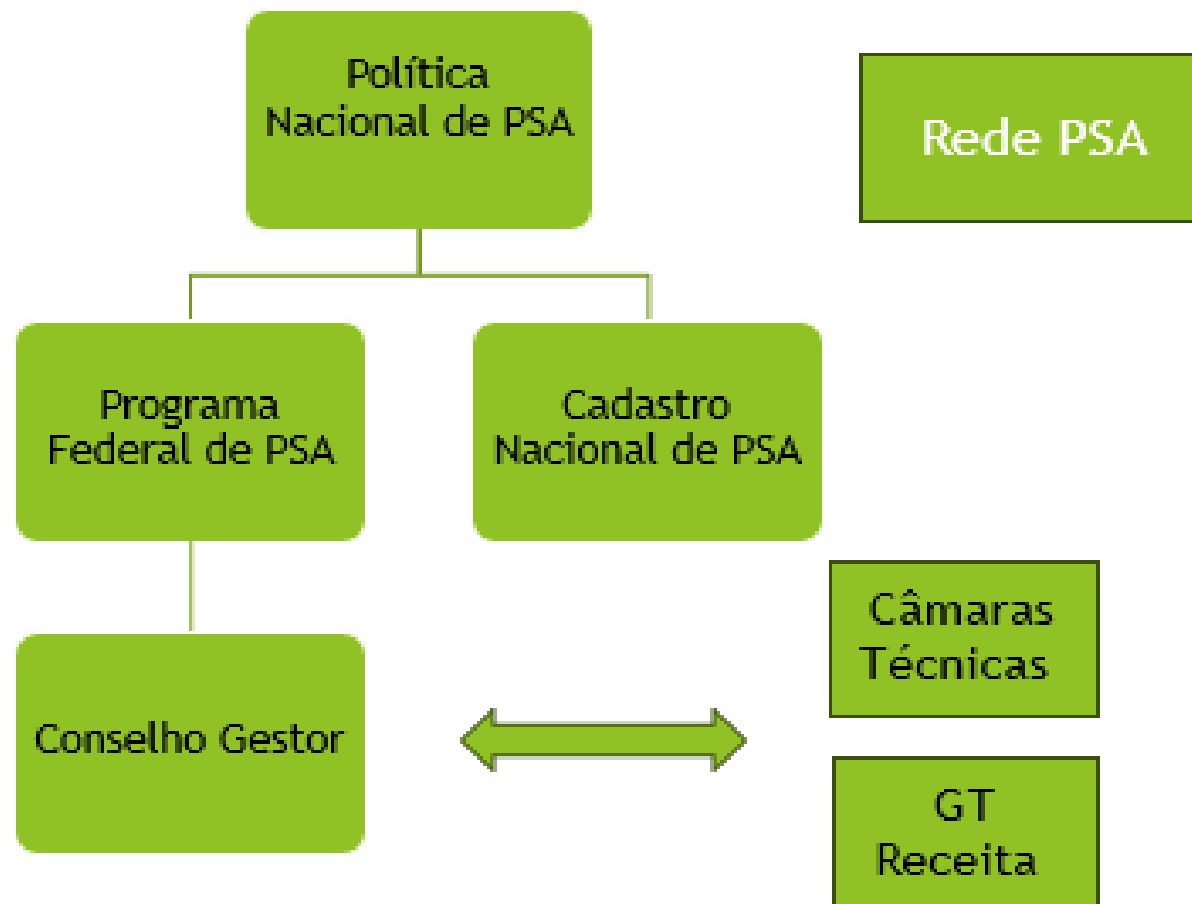 Política
Nacional de PSA
Rede PSA
Programa
Federal de PSA
Cadastro
Nacional de PSA
Câmaras
Técnicas
Conselho Gestor
GT
Receita